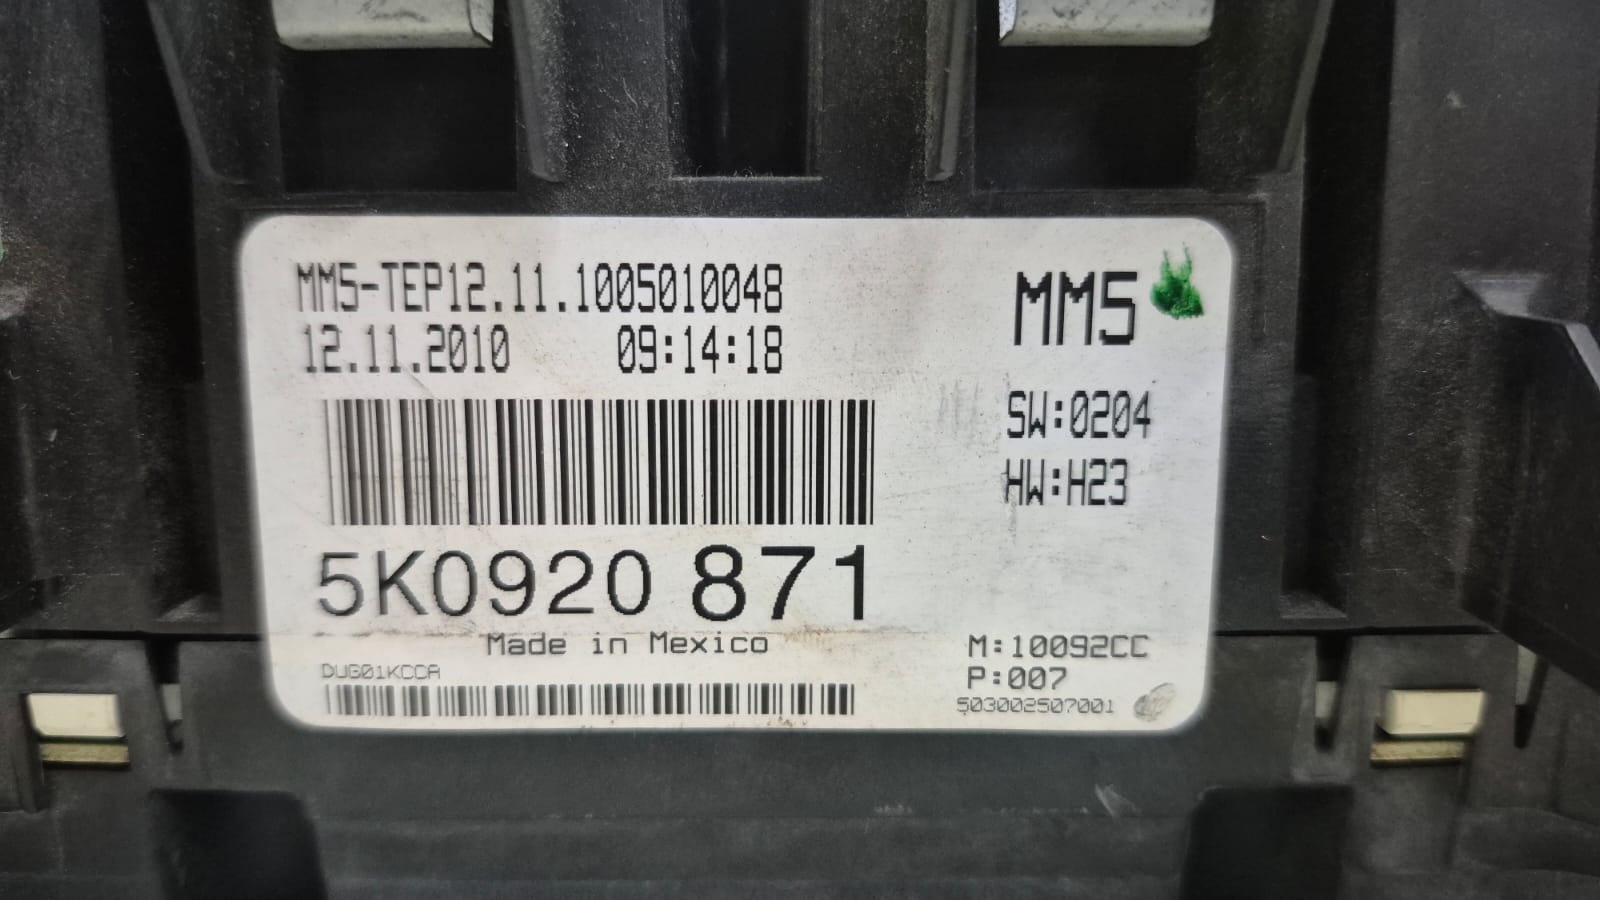 MM5-TEP12.11.1005010048
12.11.2010 09:14:18
MM5
SW:0204
HW:H23
5K0920 871
Made in Mexico
DUG01KCCA
M:10092CC
P:007
503002507001